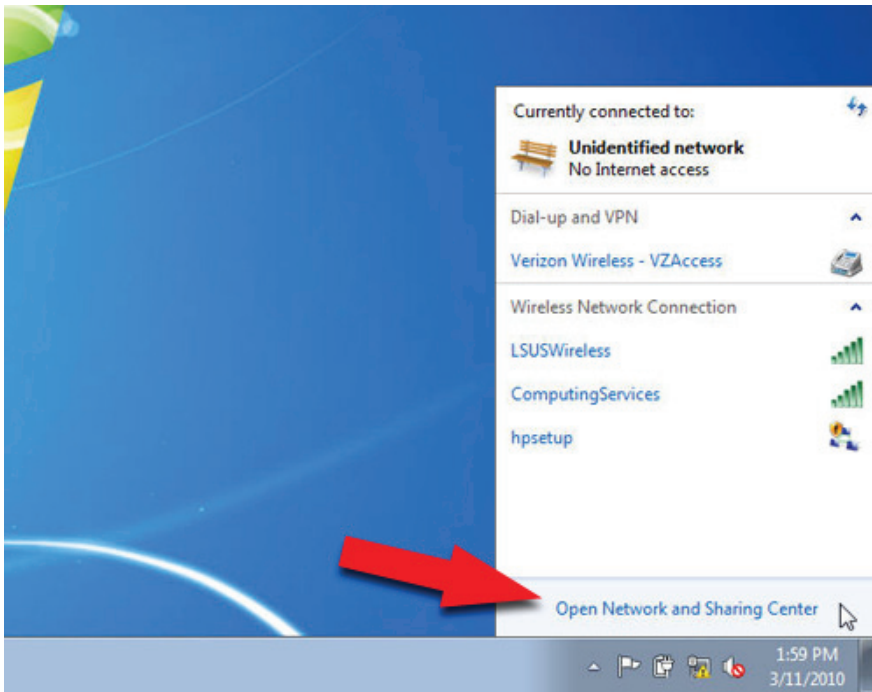 Currently connected to:
Unidentified network
No Internet access
Dial-up and VPN
Verizon Wireless - VZAccess
Wireless Network Connection
LSUSWireless
ComputingServices
hpsetup
Open Network and Sharing Center
1:59 PM
3/11/2010